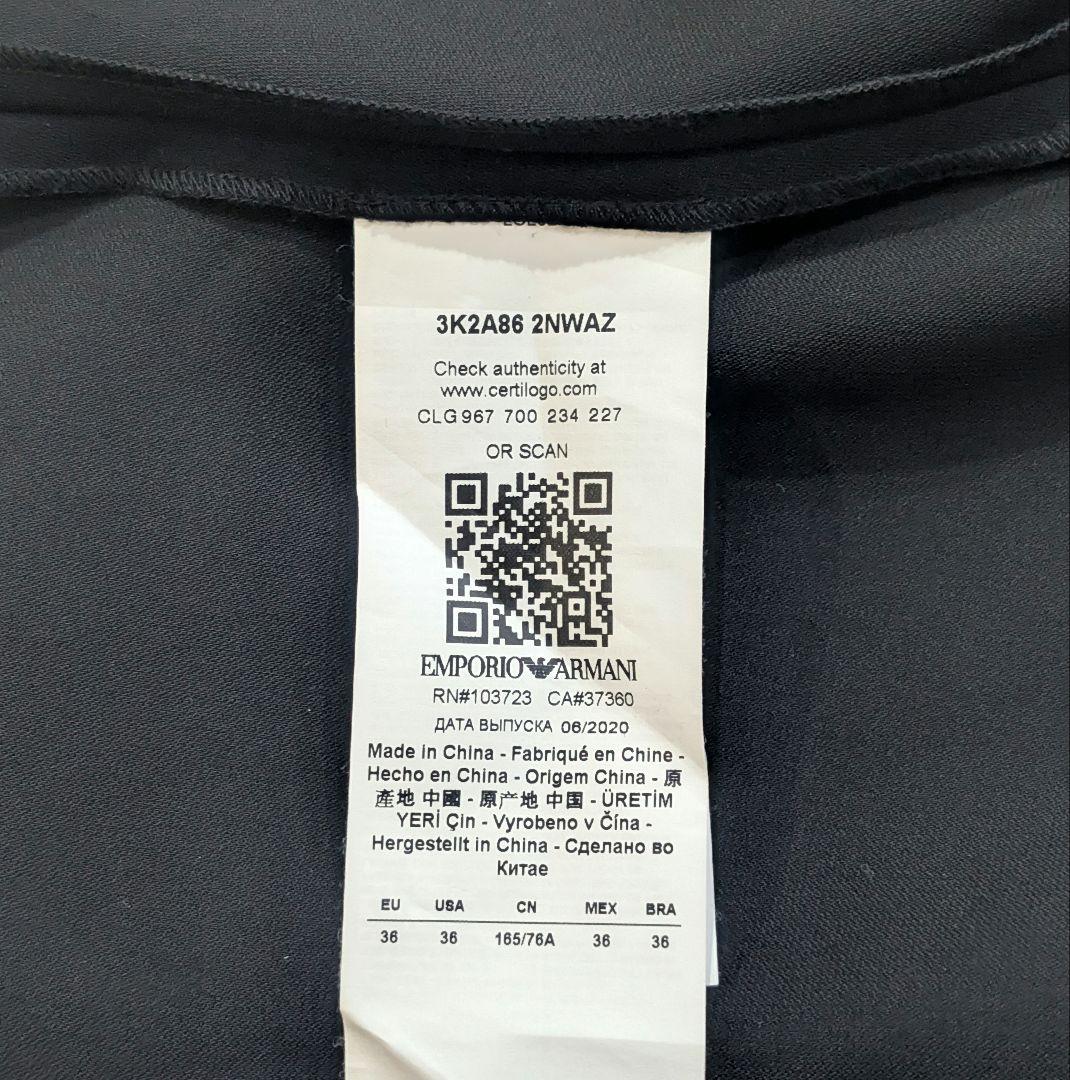 3K2A86 2NWAZ
Check authenticity at
www.certilogo.com
CLG 967 700 234 227
OR SCAN
EMPORIO ARMANI
RN#103723 CA#37360
ДАТА ВЫПУСКА 06/2020
Made in China - Fabriqué en Chine -
Hecho en China - Origem China - 原
產地 中國 - 原产地 中国 - ÜRETİM
YERİ Çin - Vyrobeno v Čína -
Hergestellt in China - Сделано во
Китае
EU USA CN MEX BRA
36 36 165/76A 36 36